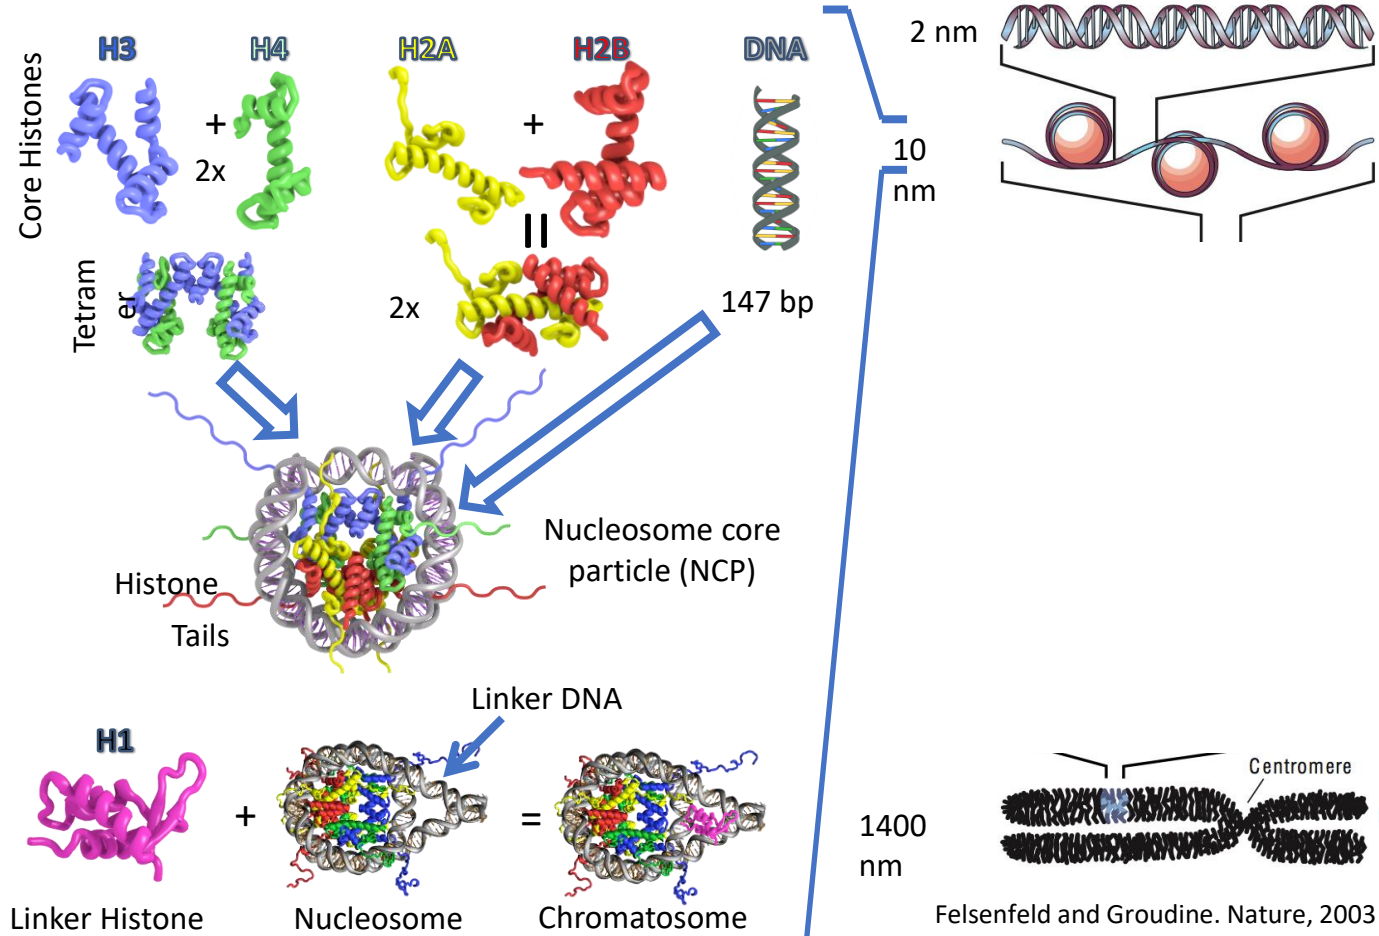 H3
H4
H2A
H2B
DNA
Core Histones
+
2x
+
=
Tetram
er
2x
147 bp
Nucleosome core
particle (NCP)
Histone
Tails
Linker DNA
H1
+
=
Linker Histone
Nucleosome
Chromatosome
2 nm
10
nm
1400
nm
Centromere
Felsenfeld and Groudine. Nature, 2003